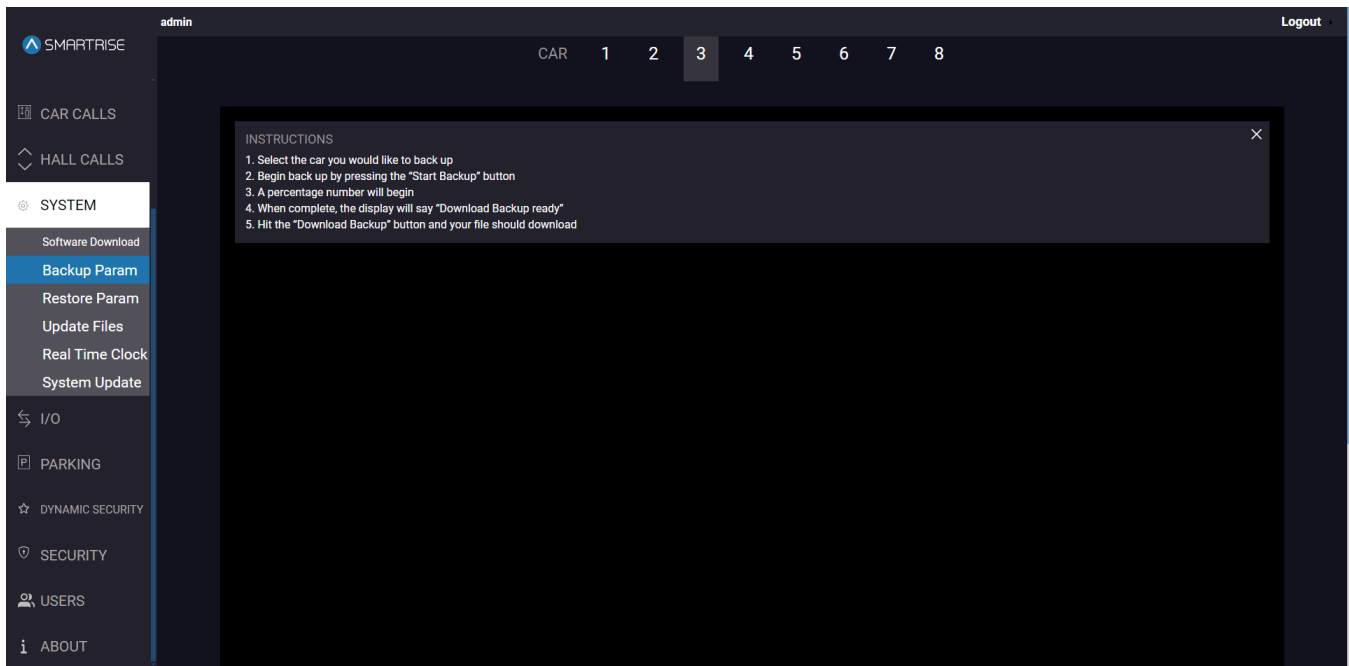 admin
Logout
SMARTRISE
CAR 1 2 3 4 5 6 7 8
CAR CALLS
HALL CALLS
SYSTEM
Software Download
Backup Param
Restore Param
Update Files
Real Time Clock
System Update
I/O
P PARKING
DYNAMIC SECURITY
SECURITY
USERS
i ABOUT
INSTRUCTIONS
1. Select the car you would like to back up
2. Begin back up by pressing the “Start Backup” button
3. A percentage number will begin
4. When complete, the display will say “Download Backup ready”
5. Hit the “Download Backup” button and your file should download